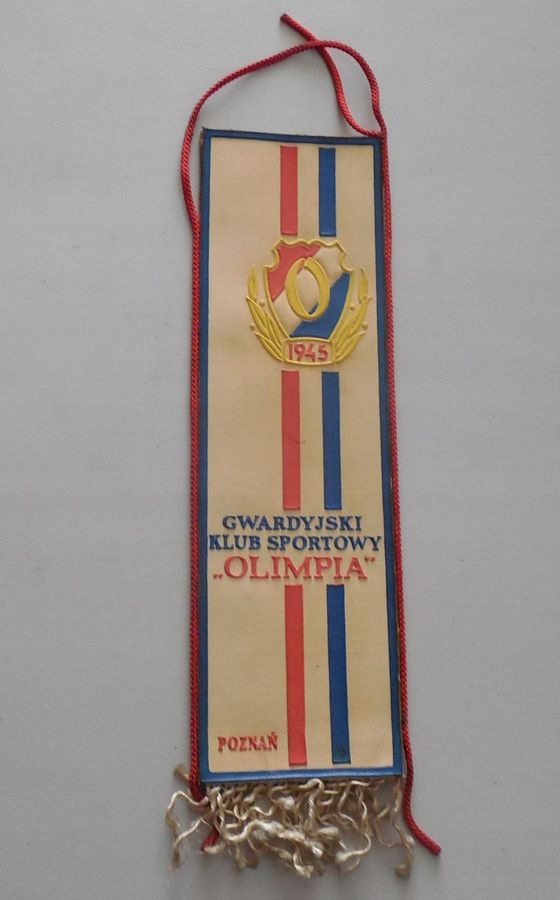 O
1945
GWARDYJSKI
KLUB SPORTOWY
„OLIMPIA”
POZNAŃ